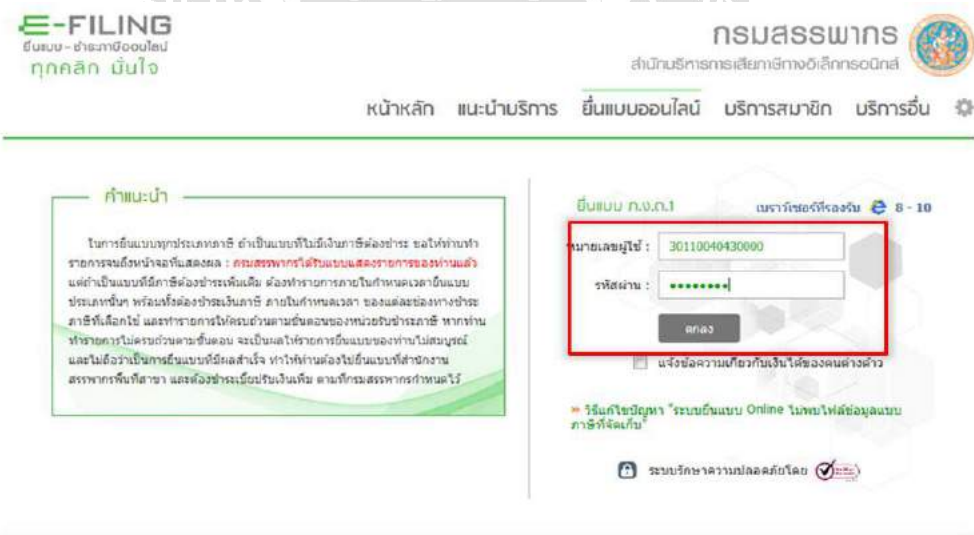 E-FILING
ยื่นแบบ-ชำระภาษีออนไลน์
ทุกคลิก มั่นใจ
กรมสรรพากร
สำนักบริหารการเสียภาษีทางอิเล็กทรอนิกส์
หน้าหลัก แนะนำบริการ ยื่นแบบออนไลน์ บริการสมาชิก บริการอื่น
คำแนะนำ
ในการยื่นแบบทุกประเภทภาษี ถ้าเป็นแบบที่ไม่มีเงินภาษีต้องชำระ ขอให้ท่านทำ
รายการจนถึงหน้าจอที่แสดงผล : กรมสรรพากรได้รับแบบแสดงรายการของท่านแล้ว
แต่ถ้าเป็นแบบที่มีภาษีต้องชำระเพิ่มเติม ต้องทำรายการภายในกำหนดเวลายื่นแบบ
ประเภทนั้นๆ พร้อมทั้งต้องชำระเงินภาษี ภายในกำหนดเวลา ของแต่ละช่องทางชำระ
ภาษีที่เลือกใช้ และทำรายการให้ครบถ้วนตามขั้นตอนของหน่วยรับชำระภาษี หากท่าน
ทำรายการไม่ครบถ้วนตามขั้นตอน จะเป็นผลให้รายการยื่นแบบของท่านไม่สมบูรณ์
และไม่ถือว่าเป็นการยื่นแบบที่มีผลสำเร็จ ทำให้ท่านต้องไปยื่นแบบที่สำนักงาน
สรรพากรพื้นที่สาขา และต้องชำระเบี้ยปรับเงินเพิ่ม ตามที่กรมสรรพากรกำหนดไว้
ยื่นแบบ ภ.ง.ด.1 เบราว์เซอร์ที่รองรับ 8 - 10
หมายเลขผู้ใช้ : 30110040430000
รหัสผ่าน : ••••••••
ตกลง
แจ้งข้อความเกี่ยวกับเงินได้ของคนต่างด้าว
» วิธีแก้ไขปัญหา "ระบบยื่นแบบ Online ไม่พบไฟล์ข้อมูลแบบ
ภาษีที่จัดเก็บ"
ระบบรักษาความปลอดภัยโดย